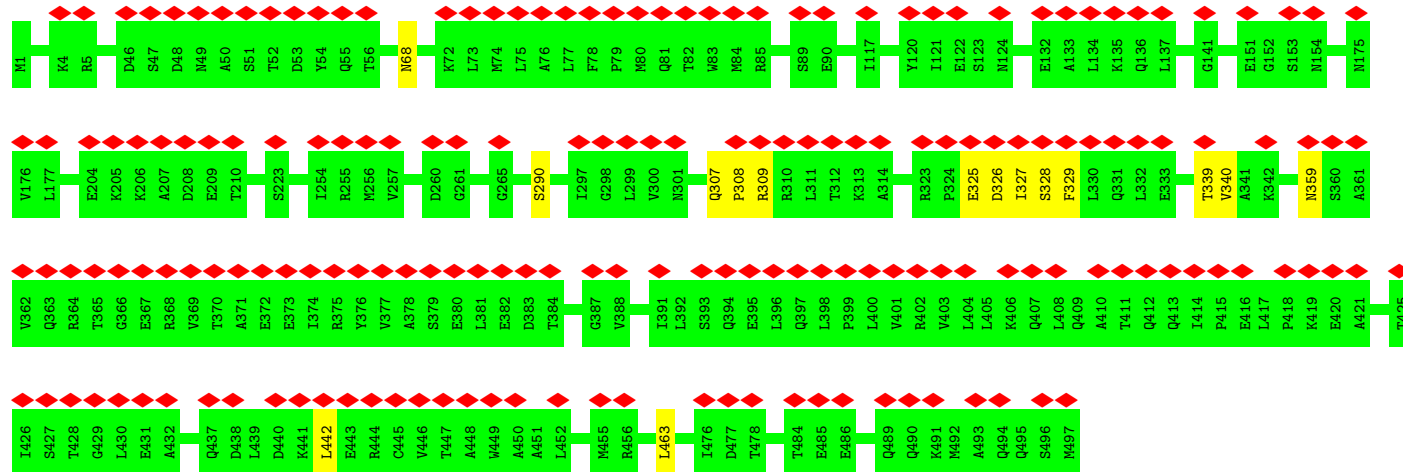 M1 K4 R5 D46 S47 D48 N49 A50 S51 T52 D53 Y54 Q55 T56 N68 K72 L73 M74 L75 A76 L77 F78 P79 M80 Q81 T82 W83 M84 R85 S89 E90 I117 Y120 I121 E122 S123 N124 E132 A133 L134 K135 Q136 L137 G141 E151 G152 S153 N154 N175
V176 L177 E204 K205 K206 A207 D208 E209 T210 S223 I254 R255 M256 V257 D260 G261 G265 S290 I297 G298 L299 V300 N301 Q307 P308 R309 R310 L311 T312 K313 A314 R323 P324 E325 D326 I327 S328 F329 L330 Q331 L332 E333 T339 V340 A341 K342 N359 S360 A361
V362 Q363 R364 T365 G366 E367 R368 V369 T370 A371 E372 E373 I374 R375 Y376 V377 A378 S379 E380 L381 E382 D383 T384 G387 V388 I391 L392 S393 Q394 E395 L396 Q397 L398 P399 L400 V401 R402 V403 L404 L405 K406 Q407 L408 Q409 A410 T411 Q412 Q413 I414 P415 E416 L417 P418 K419 E420 A421 T425
I426 S427 T428 G429 L430 E431 A432 Q437 D438 L439 D440 K441 L442 E443 R444 C445 V446 T447 A448 W449 A450 A451 L452 M455 R456 L463 I476 D477 T478 T484 E485 E486 Q489 Q490 K491 M492 A493 Q494 Q495 S496 M497